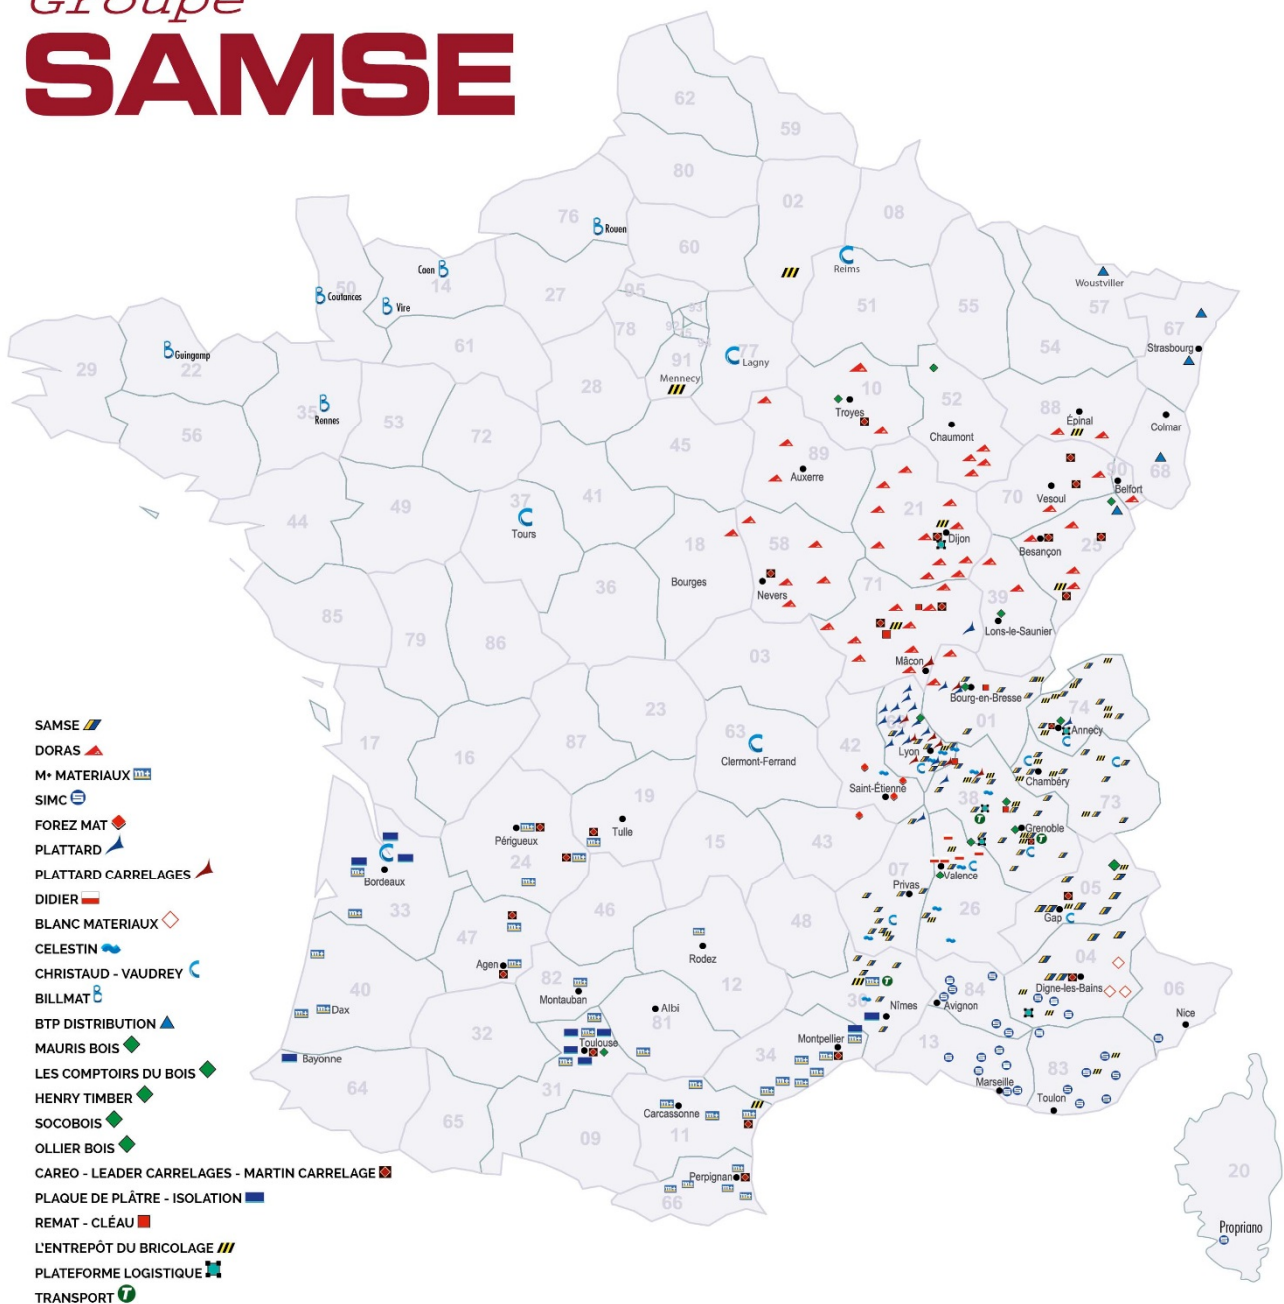 Groupe
SAMSE
62
59
80
02
08
76
Rouen
60
Reims
Caen
14
50
Coutances
Vire
27
95
51
55
57
Woustviller
67
Strasbourg
93
92
78
77
Lagny
91
Mennecy
54
61
29
22
Guingamp
28
10
Troyes
52
Chaumont
88
Épinal
Colmar
35
Rennes
53
56
72
45
89
Auxerre
90
68
Belfort
70
Vesoul
49
37
Tours
41
21
Dijon
44
18
58
Besançon
25
Bourges
Nevers
36
71
39
Lons-le-Saunier
85
79
86
03
Mâcon
Bourg-en-Bresse
01
74
Annecy
23
63
Clermont-Ferrand
42
Lyon
17
16
87
Chambéry
Saint-Étienne
38
73
19
Tulle
Grenoble
Périgueux
24
15
43
07
Valence
Privas
05
Bordeaux
33
46
48
26
Gap
47
Agen
Rodez
12
04
Digne-les-Bains
82
Montauban
40
Dax
Albi
81
30
Nîmes
84
Avignon
06
Nice
32
Toulouse
Montpellier
34
13
83
Bayonne
64
31
Marseille
Toulon
65
09
Carcassonne
11
Perpignan
66
20
Propriano
SAMSE
DORAS
M+ MATERIAUX
SIMC
FOREZ MAT
PLATTARD
PLATTARD CARRELAGES
DIDIER
BLANC MATERIAUX
CELESTIN
CHRISTAUD - VAUDREY
BILLMAT
BTP DISTRIBUTION
MAURIS BOIS
LES COMPTOIRS DU BOIS
HENRY TIMBER
SOCOBOIS
OLLIER BOIS
CAREO - LEADER CARRELAGES - MARTIN CARRELAGE
PLAQUE DE PLÂTRE - ISOLATION
REMAT - CLÉAU
L'ENTREPÔT DU BRICOLAGE
PLATEFORME LOGISTIQUE
TRANSPORT